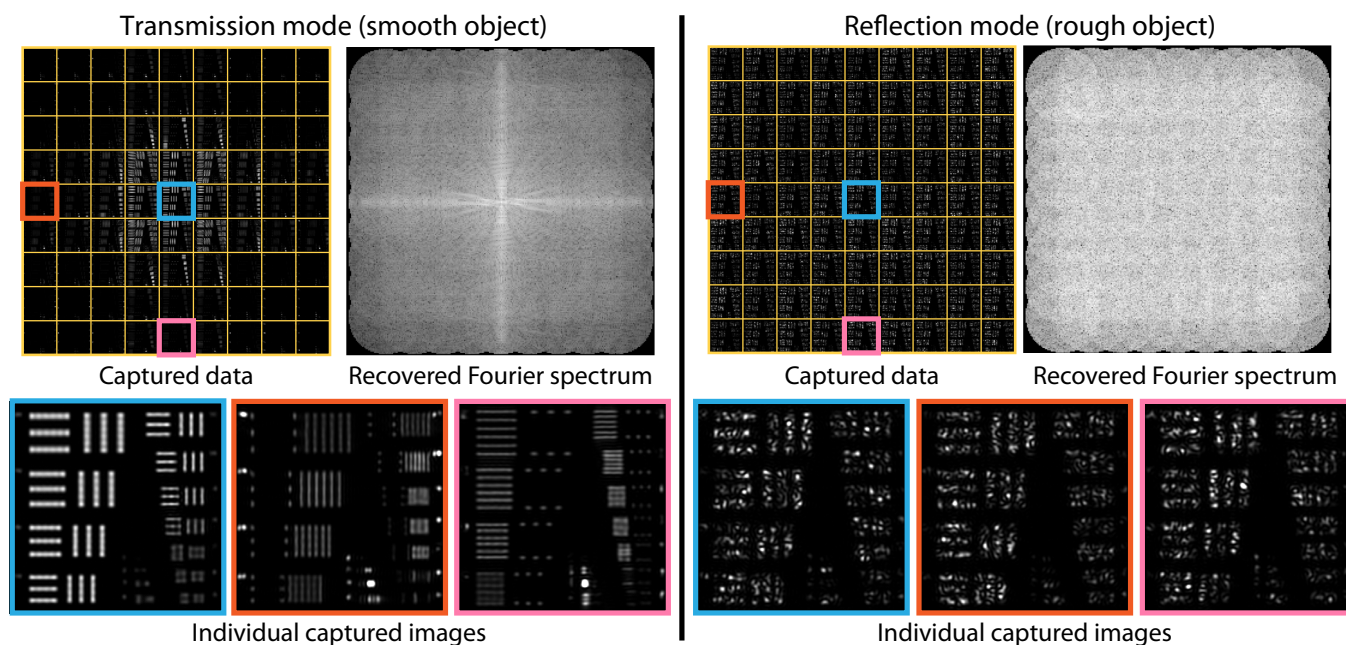 Transmission mode (smooth object)
Captured data
Recovered Fourier spectrum
Individual captured images
Reflection mode (rough object)
Captured data
Recovered Fourier spectrum
Individual captured images